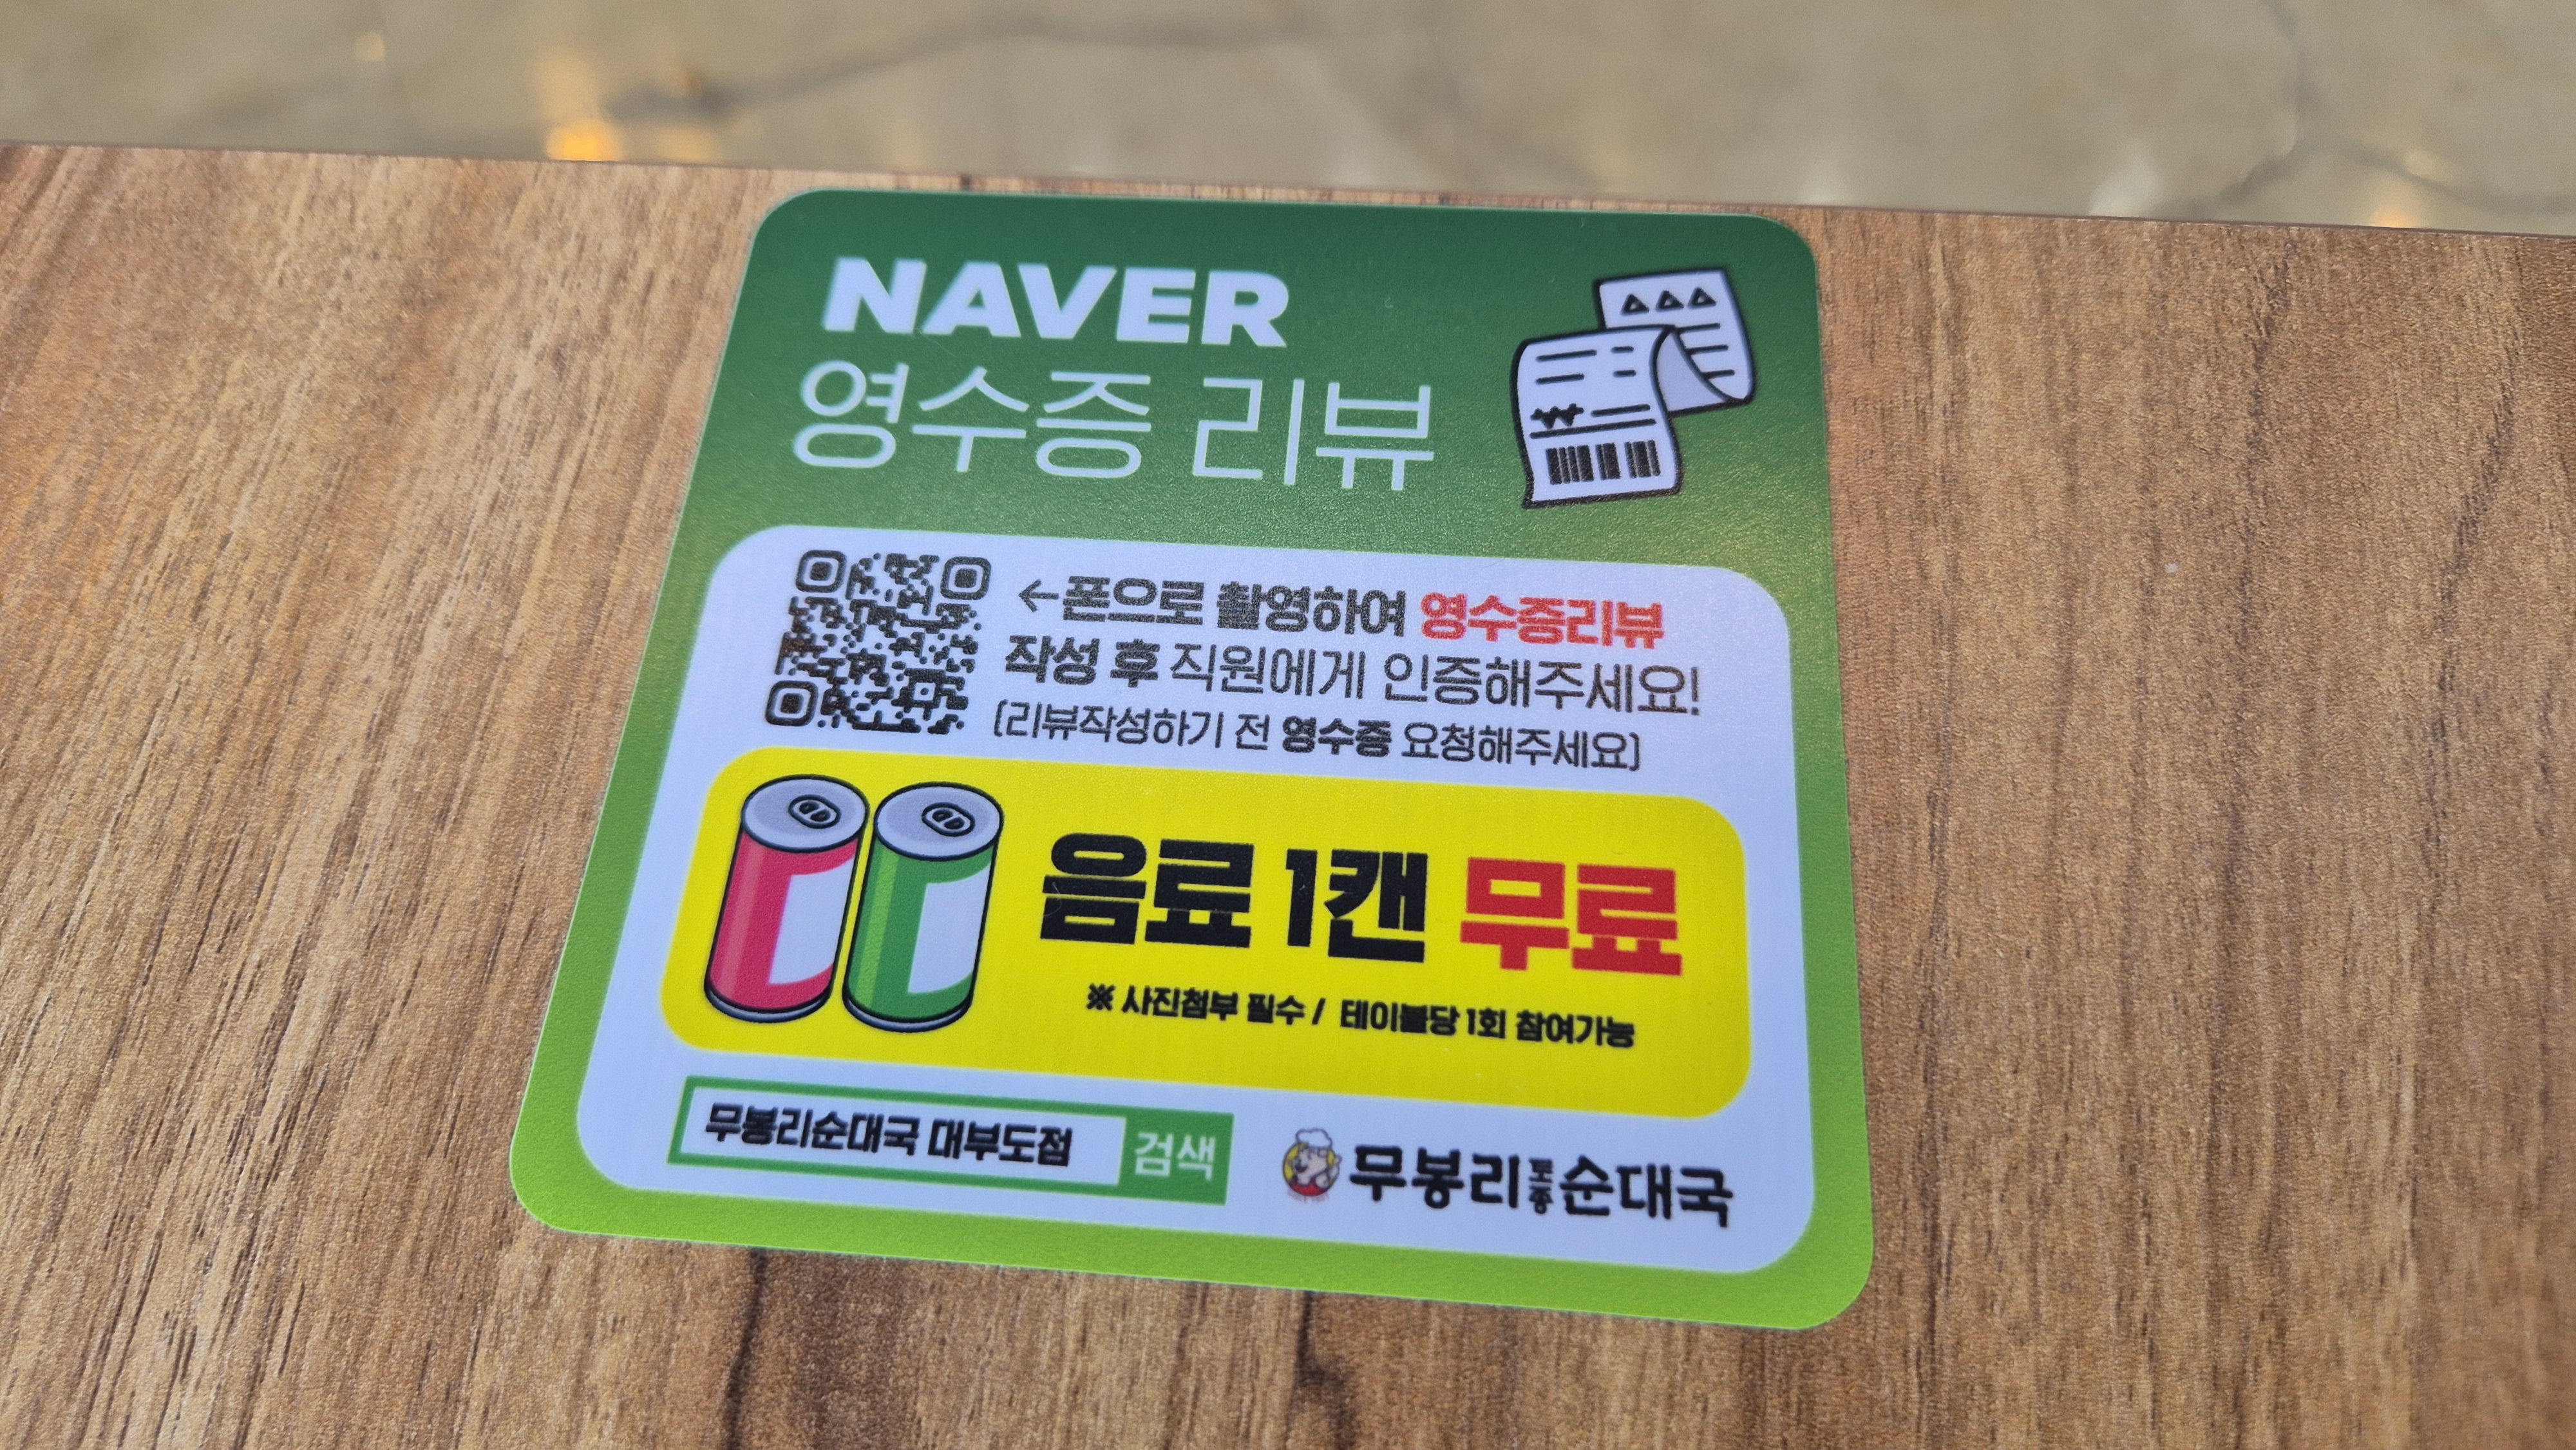 NAVER
영수증 리뷰
←폰으로 촬영하여 영수증리뷰
작성 후 직원에게 인증해주세요!
(리뷰작성하기 전 영수증 요청해주세요)
음료 1캔 무료
※ 사진첨부 필수 / 테이블당 1회 참여가능
무봉리순대국 대부도점 검색
무봉리토종순대국